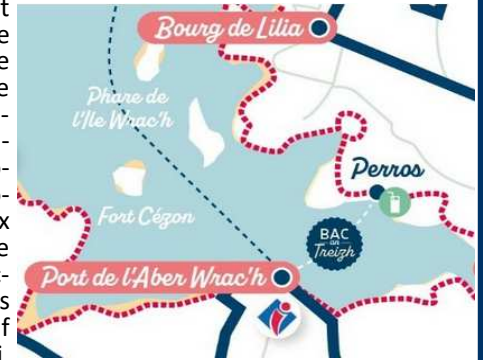 Bourg de Lilia
Phare de
l'Ile Wrac'h
Perros
Fort Cézon
BAC
an
Treizh
Port de l'Aber Wrac'h